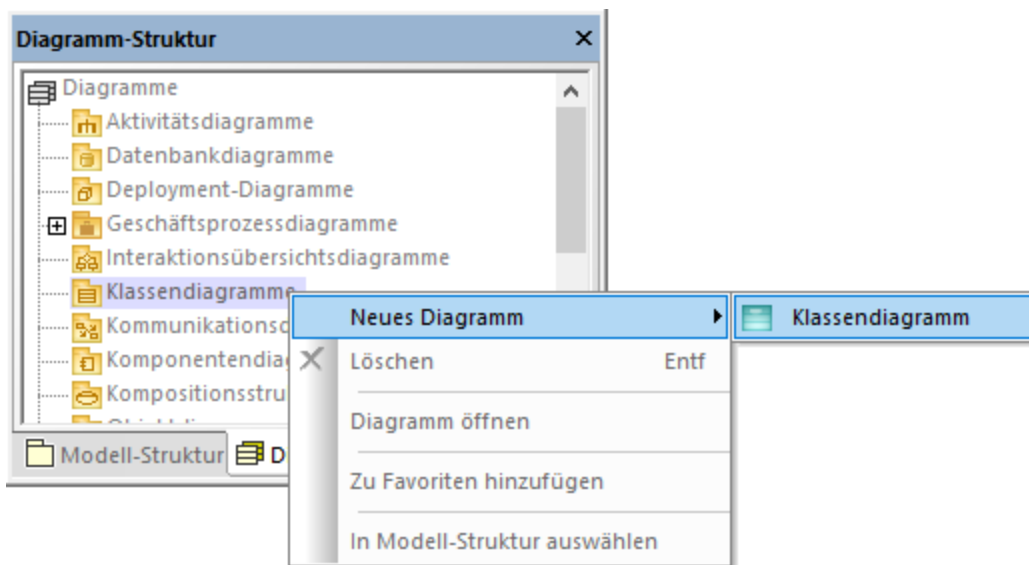 Diagramm-Struktur
Diagramme
Aktivitätsdiagramme
Datenbankdiagramme
Deployment-Diagramme
Geschäftsprozessdiagramme
Interaktionsübersichtsdiagramme
Klassendiagramme
Neues Diagramm
Klassendiagramm
Löschen Entf
Diagramm öffnen
Zu Favoriten hinzufügen
In Modell-Struktur auswählen
Modell-Struktur